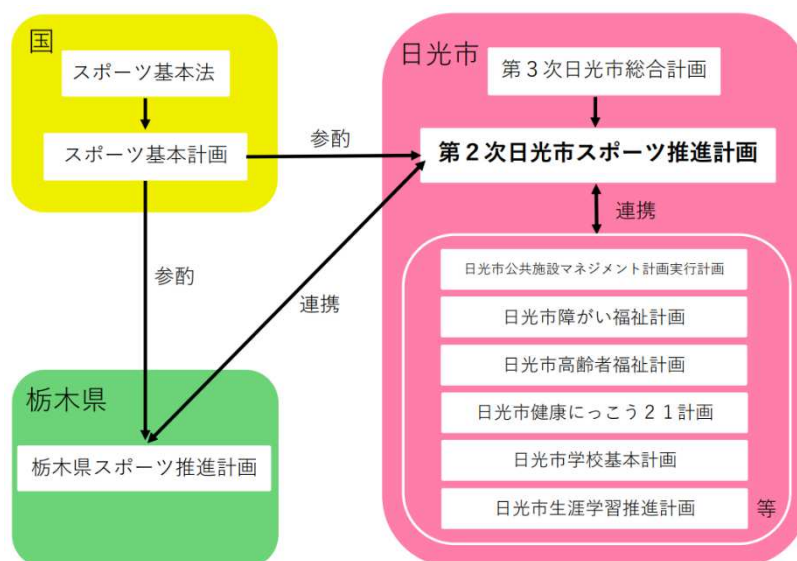 国
スポーツ基本法
スポーツ基本計画
参酌
参酌
連携
栃木県
栃木県スポーツ推進計画
日光市
第３次日光市総合計画
第２次日光市スポーツ推進計画
連携
日光市公共施設マネジメント計画実行計画
日光市障がい福祉計画
日光市高齢者福祉計画
日光市健康にっこう２１計画
日光市学校基本計画
日光市生涯学習推進計画
等